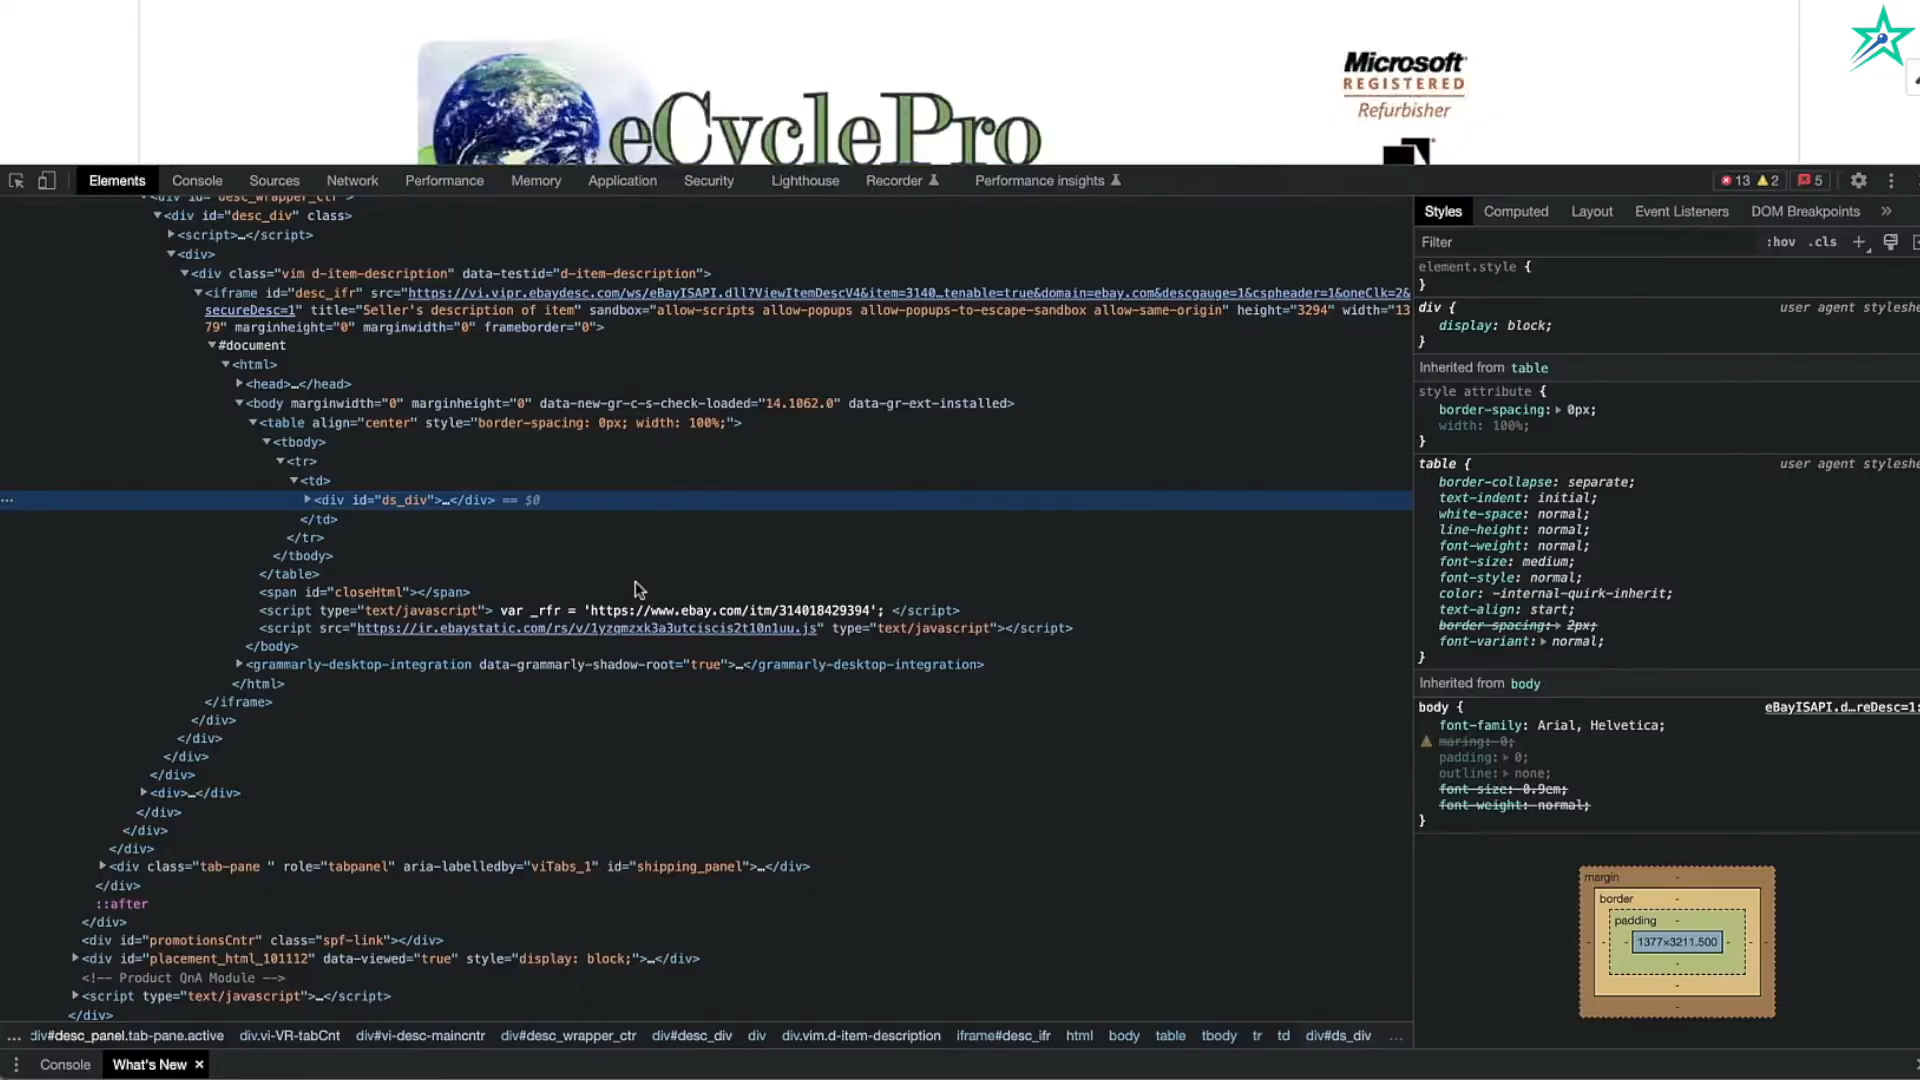 eCyclePro
Microsoft
REGISTERED
Refurbisher
Elements Console Sources Network Performance Memory Application Security Lighthouse Recorder Performance insights 13 2 5
<div id="desc_wrapper_ctr">
<div id="desc_div" class>
<script>…</script>
<div>
<div class="vim d-item-description" data-testid="d-item-description">
<iframe id="desc_ifr" src="https://vi.vipr.ebaydesc.com/ws/eBayISAPI.dll?ViewItemDescV4&item=3140…tenable=true&domain=ebay.com&descgauge=1&cspheader=1&oneClk=2&
secureDesc=1" title="Seller's description of item" sandbox="allow-scripts allow-popups allow-popups-to-escape-sandbox allow-same-origin" height="3294" width="13
79" marginheight="0" marginwidth="0" frameborder="0">
#document
<html>
<head>…</head>
<body marginwidth="0" marginheight="0" data-new-gr-c-s-check-loaded="14.1062.0" data-gr-ext-installed>
<table align="center" style="border-spacing: 0px; width: 100%;">
<tbody>
<tr>
<td>
… <div id="ds_div">…</div> == $0
</td>
</tr>
</tbody>
</table>
<span id="closeHtml"></span>
<script type="text/javascript"> var _rfr = 'https://www.ebay.com/itm/314018429394'; </script>
<script src="https://ir.ebaystatic.com/rs/v/1yzqmzxk3a3utciscis2t10n1uu.js" type="text/javascript"></script>
</body>
<grammarly-desktop-integration data-grammarly-shadow-root="true">…</grammarly-desktop-integration>
</html>
</iframe>
</div>
</div>
</div>
</div>
<div>…</div>
</div>
</div>
</div>
<div class="tab-pane " role="tabpanel" aria-labelledby="viTabs_1" id="shipping_panel">…</div>
</div>
::after
</div>
<div id="promotionsCntr" class="spf-link"></div>
<div id="placement_html_101112" data-viewed="true" style="display: block;">…</div>
<!-- Product QnA Module -->
<script type="text/javascript">…</script>
</div>
… div#desc_panel.tab-pane.active div.vi-VR-tabCnt div#vi-desc-maincntr div#desc_wrapper_ctr div#desc_div div div.vim.d-item-description iframe#desc_ifr html body table tbody tr td div#ds_div …
Console What's New ×
Styles Computed Layout Event Listeners DOM Breakpoints »
Filter :hov .cls +
element.style {
}
div { user agent styleshe
display: block;
}
Inherited from table
style attribute {
border-spacing: 0px;
width: 100%;
}
table { user agent styleshe
border-collapse: separate;
text-indent: initial;
white-space: normal;
line-height: normal;
font-weight: normal;
font-size: medium;
font-style: normal;
color: -internal-quirk-inherit;
text-align: start;
border-spacing: 2px;
font-variant: normal;
}
Inherited from body
body { eBayISAPI.d…reDesc=1:
font-family: Arial, Helvetica;
maring: 0;
padding: 0;
outline: none;
font-size: 0.9em;
font-weight: normal;
}
margin -
border -
padding -
- - - 1377×3211.500 - - -
-
-
-